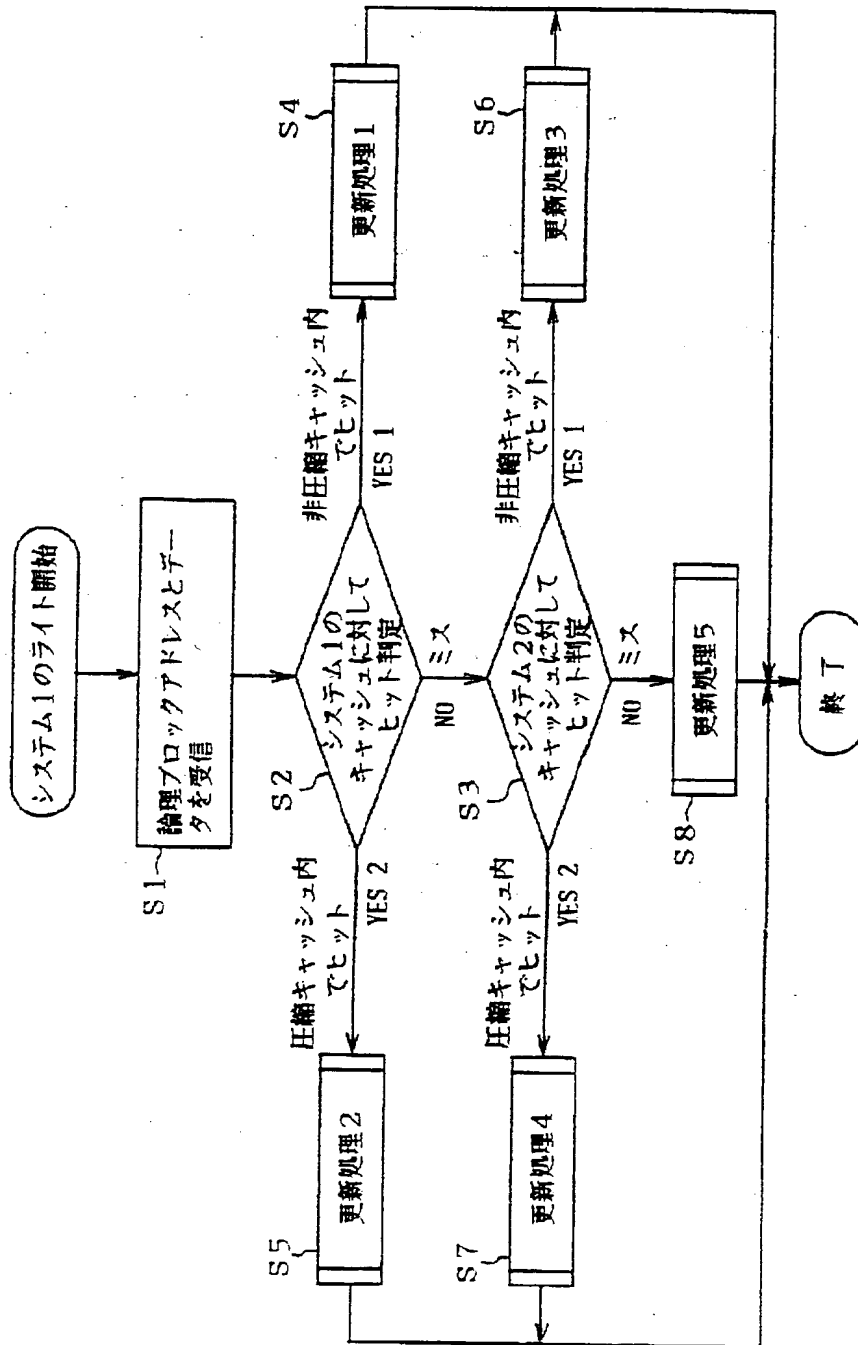 システム1のライト開始
S1
論理ブロックアドレスとデー
タを受信
S2
システム1の
キャッシュに対して
ヒット判定
圧縮キャッシュ内
でヒット
YES 2
非圧縮キャッシュ内
でヒット
YES 1
S5
更新処理2
S4
更新処理1
NO
ミス
S3
システム2の
キャッシュに対して
ヒット判定
圧縮キャッシュ内
でヒット
YES 2
非圧縮キャッシュ内
でヒット
YES 1
S7
更新処理4
S6
更新処理3
NO
ミス
S8
更新処理5
終了